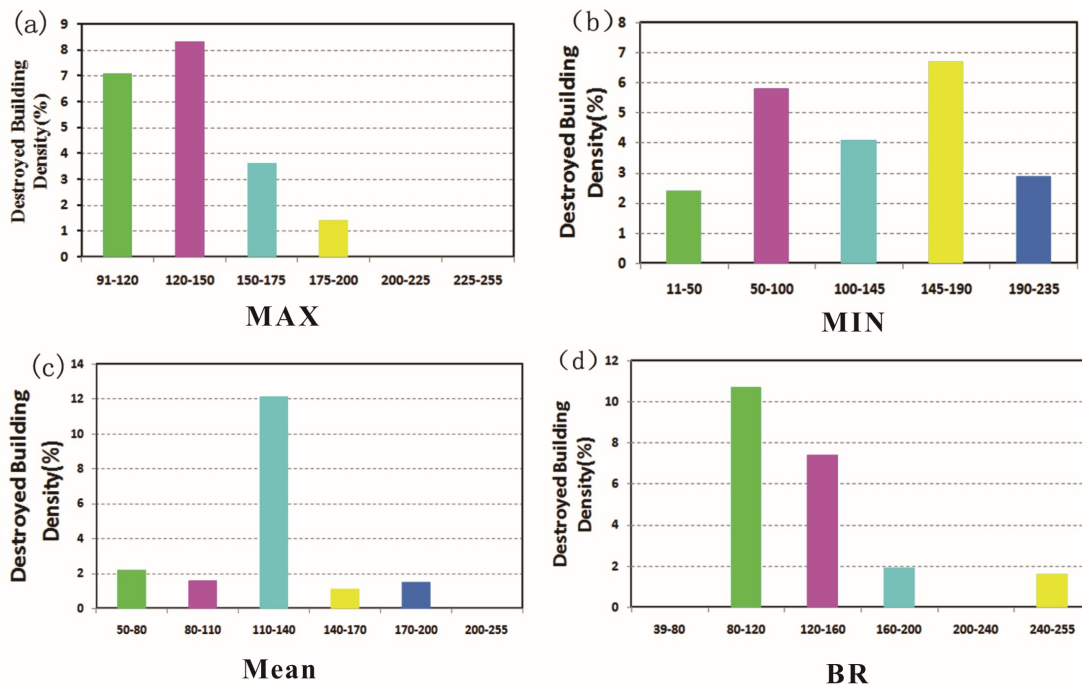 (a)
Destroyed Building
Density(%)
9
8
7
6
5
4
3
2
1
0
91-120 120-150 150-175 175-200 200-225 225-255
MAX
(b)
Destroyed Building
Density(%)
8
7
6
5
4
3
2
1
0
11-50 50-100 100-145 145-190 190-235
MIN
(c)
Destroyed Building
Density(%)
14
12
10
8
6
4
2
0
50-80 80-110 110-140 140-170 170-200 200-255
Mean
(d)
Destroyed Building
Density(%)
12
10
8
6
4
2
0
39-80 80-120 120-160 160-200 200-240 240-255
BR